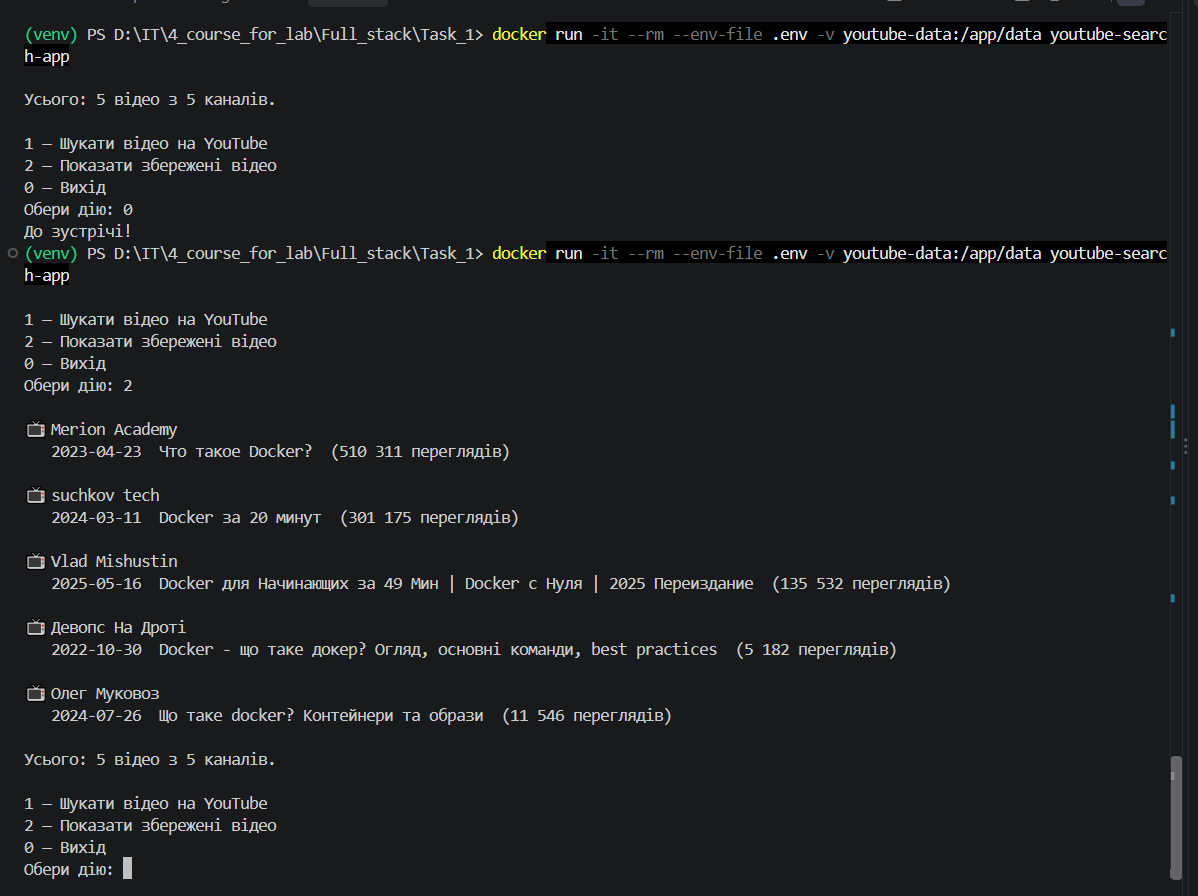 (venv) PS D:\IT\4_course_for_lab\Full_stack\Task_1> docker run -it --rm --env-file .env -v youtube-data:/app/data youtube-searc
h-app
Усього: 5 відео з 5 каналів.
1 — Шукати відео на YouTube
2 — Показати збережені відео
0 — Вихід
Обери дію: 0
До зустрічі!
(venv) PS D:\IT\4_course_for_lab\Full_stack\Task_1> docker run -it --rm --env-file .env -v youtube-data:/app/data youtube-searc
h-app
1 — Шукати відео на YouTube
2 — Показати збережені відео
0 — Вихід
Обери дію: 2
📺 Merion Academy
2023-04-23  Что такое Docker?  (510 311 переглядів)
📺 suchkov tech
2024-03-11  Docker за 20 минут  (301 175 переглядів)
📺 Vlad Mishustin
2025-05-16  Docker для Начинающих за 49 Мин | Docker с Нуля | 2025 Переиздание  (135 532 переглядів)
📺 Девопс На Дроті
2022-10-30  Docker - що таке докер? Огляд, основні команди, best practices  (5 182 переглядів)
📺 Олег Муковоз
2024-07-26  Що таке docker? Контейнери та образи  (11 546 переглядів)
Усього: 5 відео з 5 каналів.
1 — Шукати відео на YouTube
2 — Показати збережені відео
0 — Вихід
Обери дію: